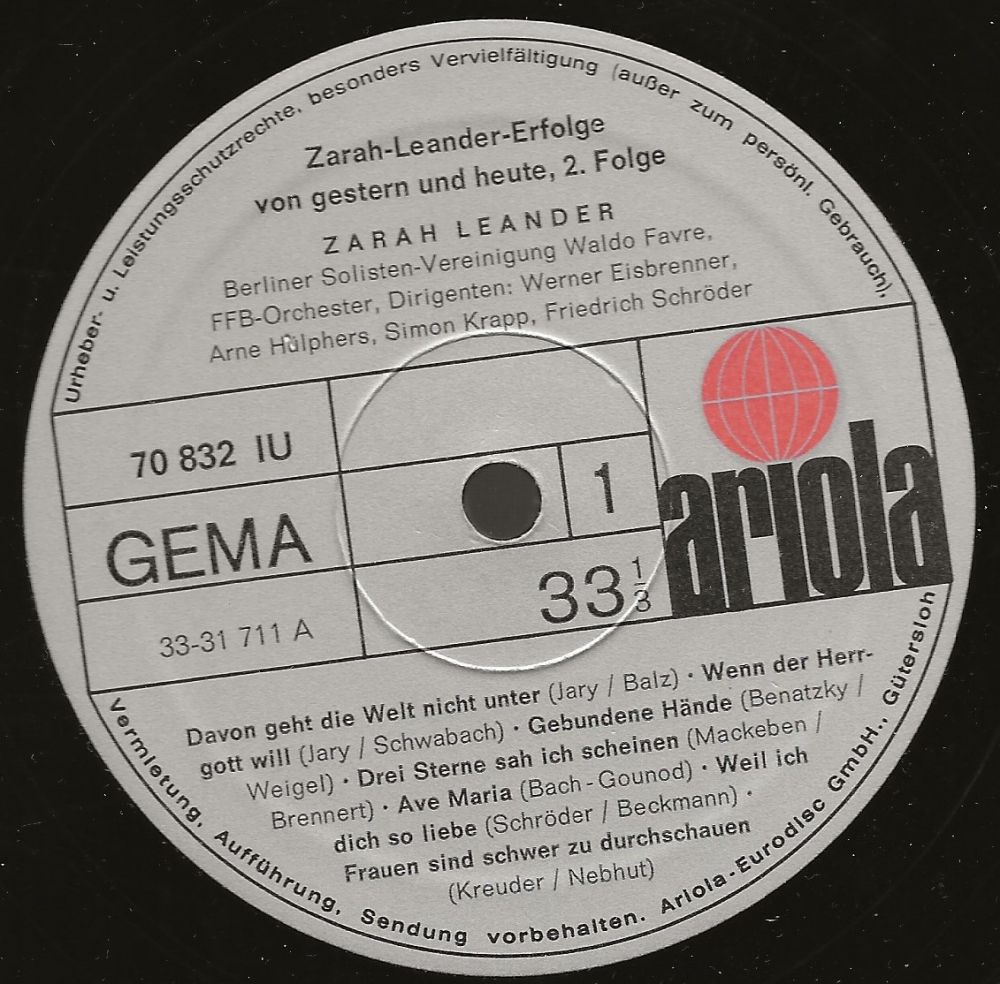 Urheber- u. Leistungsschutzrechte, besonders Vervielfältigung (außer zum persönl. Gebrauch),
Zarah-Leander-Erfolge
von gestern und heute, 2. Folge
ZARAH LEANDER
Berliner Solisten-Vereinigung Waldo Favre,
FFB-Orchester, Dirigenten: Werner Eisbrenner,
Arne Hülphers, Simon Krapp, Friedrich Schröder
70 832 IU
GEMA
1
33 1/3
33-31 711 A
ariola
Davon geht die Welt nicht unter (Jary / Balz) · Wenn der Herr-
gott will (Jary / Schwabach) · Gebundene Hände (Benatzky /
Weigel) · Drei Sterne sah ich scheinen (Mackeben /
Brennert) · Ave Maria (Bach-Gounod) · Weil ich
dich so liebe (Schröder / Beckmann) ·
Frauen sind schwer zu durchschauen
(Kreuder / Nebhut)
Vermietung, Aufführung, Sendung vorbehalten. Ariola-Eurodisc GmbH., Gütersloh